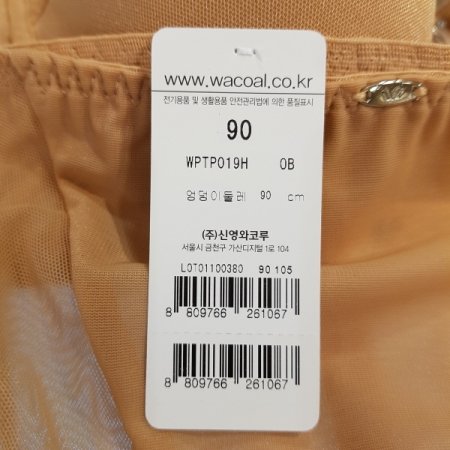 www.wacoal.co.kr
전기용품 및 생활용품 안전관리법에 의한 품질표시
90
WPTP019H OB
엉덩이둘레 90 cm
(주)신영와코루
서울시 금천구 가산디지털 1로 104
LOT01100380 90 105
8 809766 261067
8 809766 261067